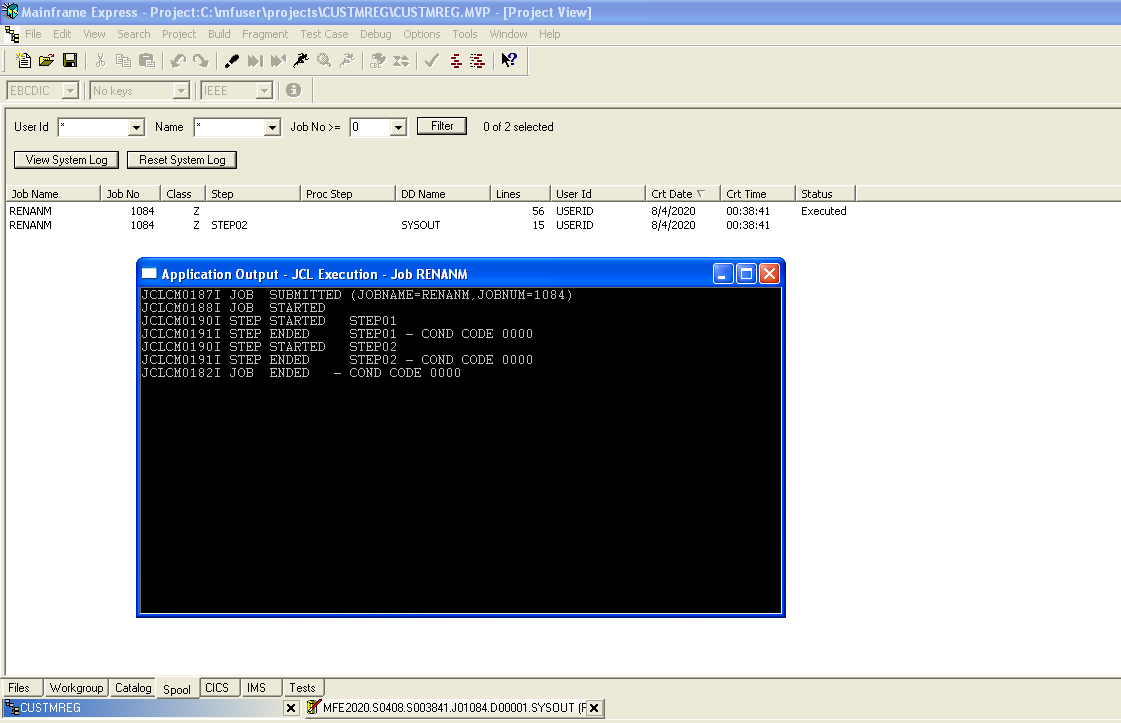 Mainframe Express - Project:C:\mfuser\projects\CUSTMREG\CUSTMREG.MVP - [Project View]
File Edit View Search Project Build Fragment Test Case Debug Options Tools Window Help
EBCDIC No keys IEEE
User Id * Name * Job No >= 0 Filter 0 of 2 selected
View System Log Reset System Log
Job Name Job No Class Step Proc Step DD Name Lines User Id Crt Date Crt Time Status
RENANM 1084 Z 56 USERID 8/4/2020 00:38:41 Executed
RENANM 1084 Z STEP02 SYSOUT 15 USERID 8/4/2020 00:38:41
Application Output - JCL Execution - Job RENANM
JCLCM0187I JOB SUBMITTED (JOBNAME=RENANM,JOBNUM=1084)
JCLCM0188I JOB STARTED
JCLCM0190I STEP STARTED STEP01
JCLCM0191I STEP ENDED STEP01 - COND CODE 0000
JCLCM0190I STEP STARTED STEP02
JCLCM0191I STEP ENDED STEP02 - COND CODE 0000
JCLCM0182I JOB ENDED - COND CODE 0000
Files Workgroup Catalog Spool CICS IMS Tests
CUSTMREG MFE2020.S0408.S003841.J01084.D00001.SYSOUT (F